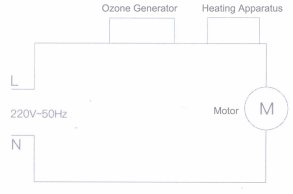 Ozone Generator
Heating Apparatus
L
220V~50Hz
Motor
M
N